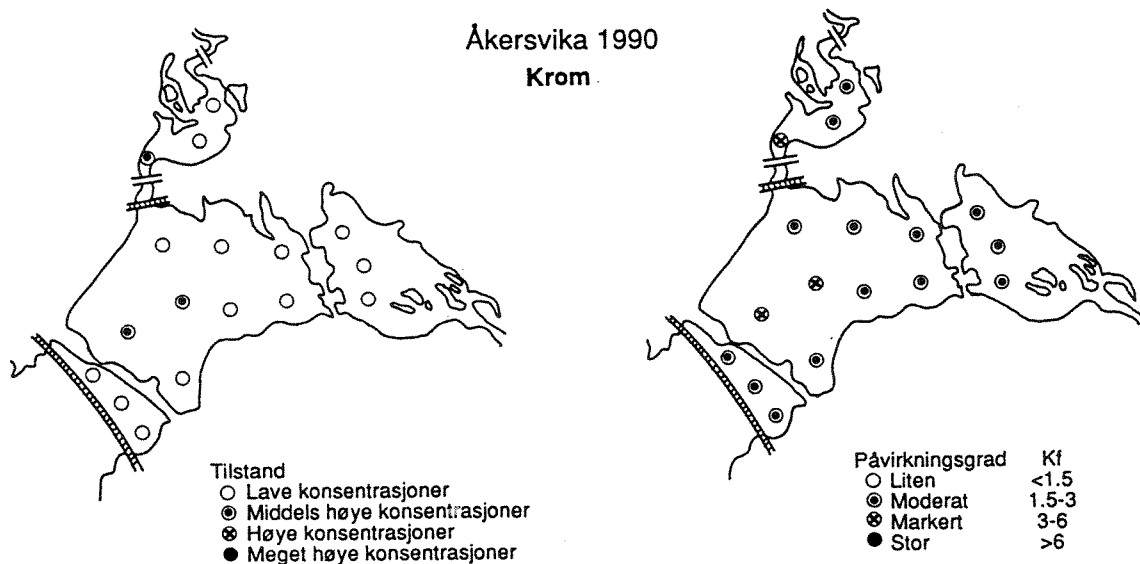 Åkersvika 1990
Krom
Tilstand
Lave konsentrasjoner
Middels høye konsentrasjoner
Høye konsentrasjoner
Meget høye konsentrasjoner
Påvirkningsgrad Kf
Liten <1.5
Moderat 1.5-3
Markert 3-6
Stor >6